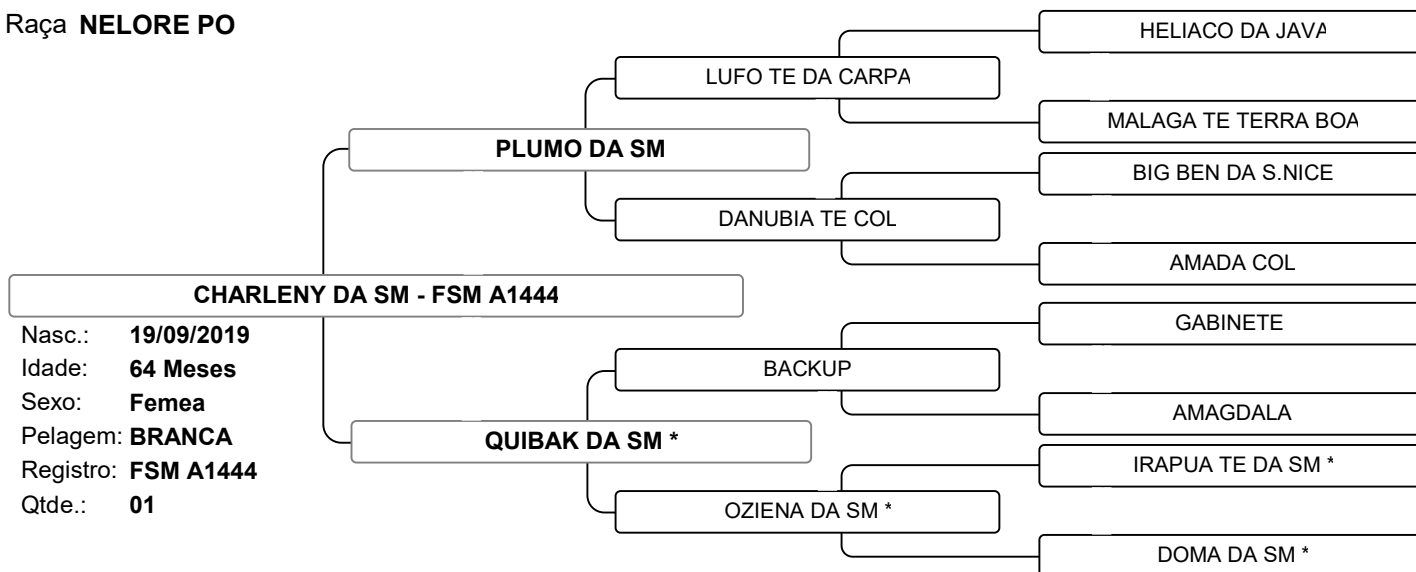 Raça NELORE PO
HELIACO DA JAVA
LUFO TE DA CARPA
MALAGA TE TERRA BOA
PLUMO DA SM
BIG BEN DA S.NICE
DANUBIA TE COL
AMADA COL
CHARLENY DA SM - FSM A1444
GABINETE
BACKUP
AMAGDALA
QUIBAK DA SM *
IRAPUA TE DA SM *
OZIENA DA SM *
DOMA DA SM *
Nasc.: 19/09/2019
Idade: 64 Meses
Sexo: Femea
Pelagem: BRANCA
Registro: FSM A1444
Qtde.: 01